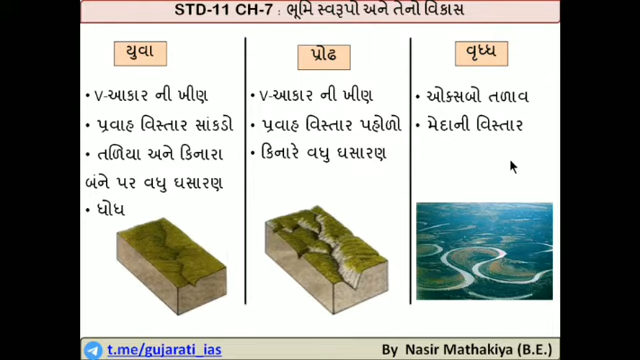 STD-11 CH-7 : ભૂમિ સ્વરૂપો અને તેનો વિકાસ
યુવા
• V-આકાર ની ખીણ
• પ્રવાહ વિસ્તાર સાંકડો
• તળિયા અને કિનારા
બંને પર વધુ ઘસારણ
• ધોધ
પ્રોઢ
• V-આકાર ની ખીણ
• પ્રવાહ વિસ્તાર પહોળો
• કિનારે વધુ ઘસારણ
વૃધ્ધ
• ઓક્સબો તળાવ
• મેદાની વિસ્તાર
t.me/gujarati_ias
By Nasir Mathakiya (B.E.)